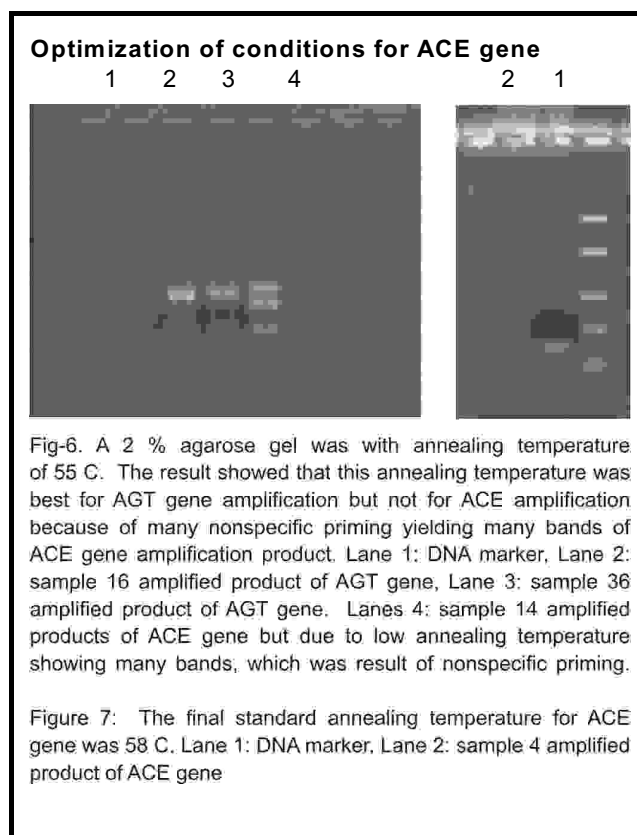 Optimization of conditions for ACE gene
1 2 3 4 2 1
Fig-6. A 2 % agarose gel was with annealing temperature
of 55 C. The result showed that this annealing temperature was
best for AGT gene amplification but not for ACE amplification
because of many nonspecific priming yielding many bands of
ACE gene amplification product. Lane 1: DNA marker, Lane 2:
sample 16 amplified product of AGT gene, Lane 3: sample 36
amplified product of AGT gene. Lanes 4: sample 14 amplified
products of ACE gene but due to low annealing temperature
showing many bands, which was result of nonspecific priming.
Figure 7: The final standard annealing temperature for ACE
gene was 58 C. Lane 1: DNA marker, Lane 2: sample 4 amplified
product of ACE gene